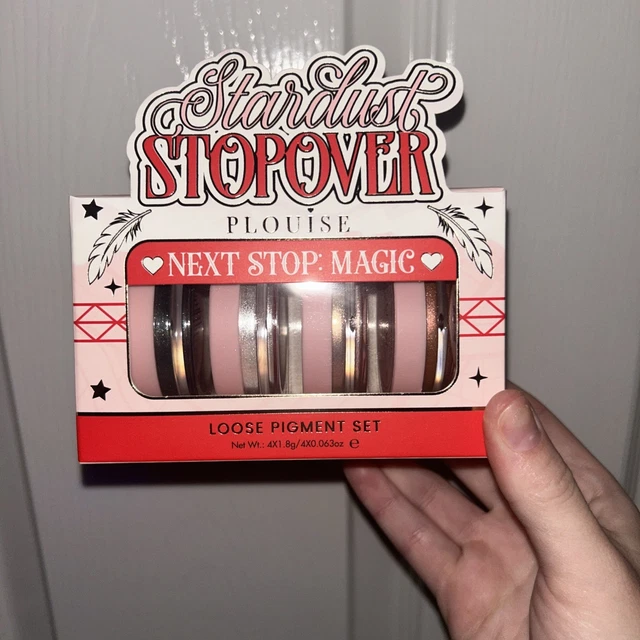 Stardust
STOPOVER
PLOUISE
NEXT STOP: MAGIC
LOOSE PIGMENT SET
Net Wt.: 4X1.8g/4X0.063oz ℮